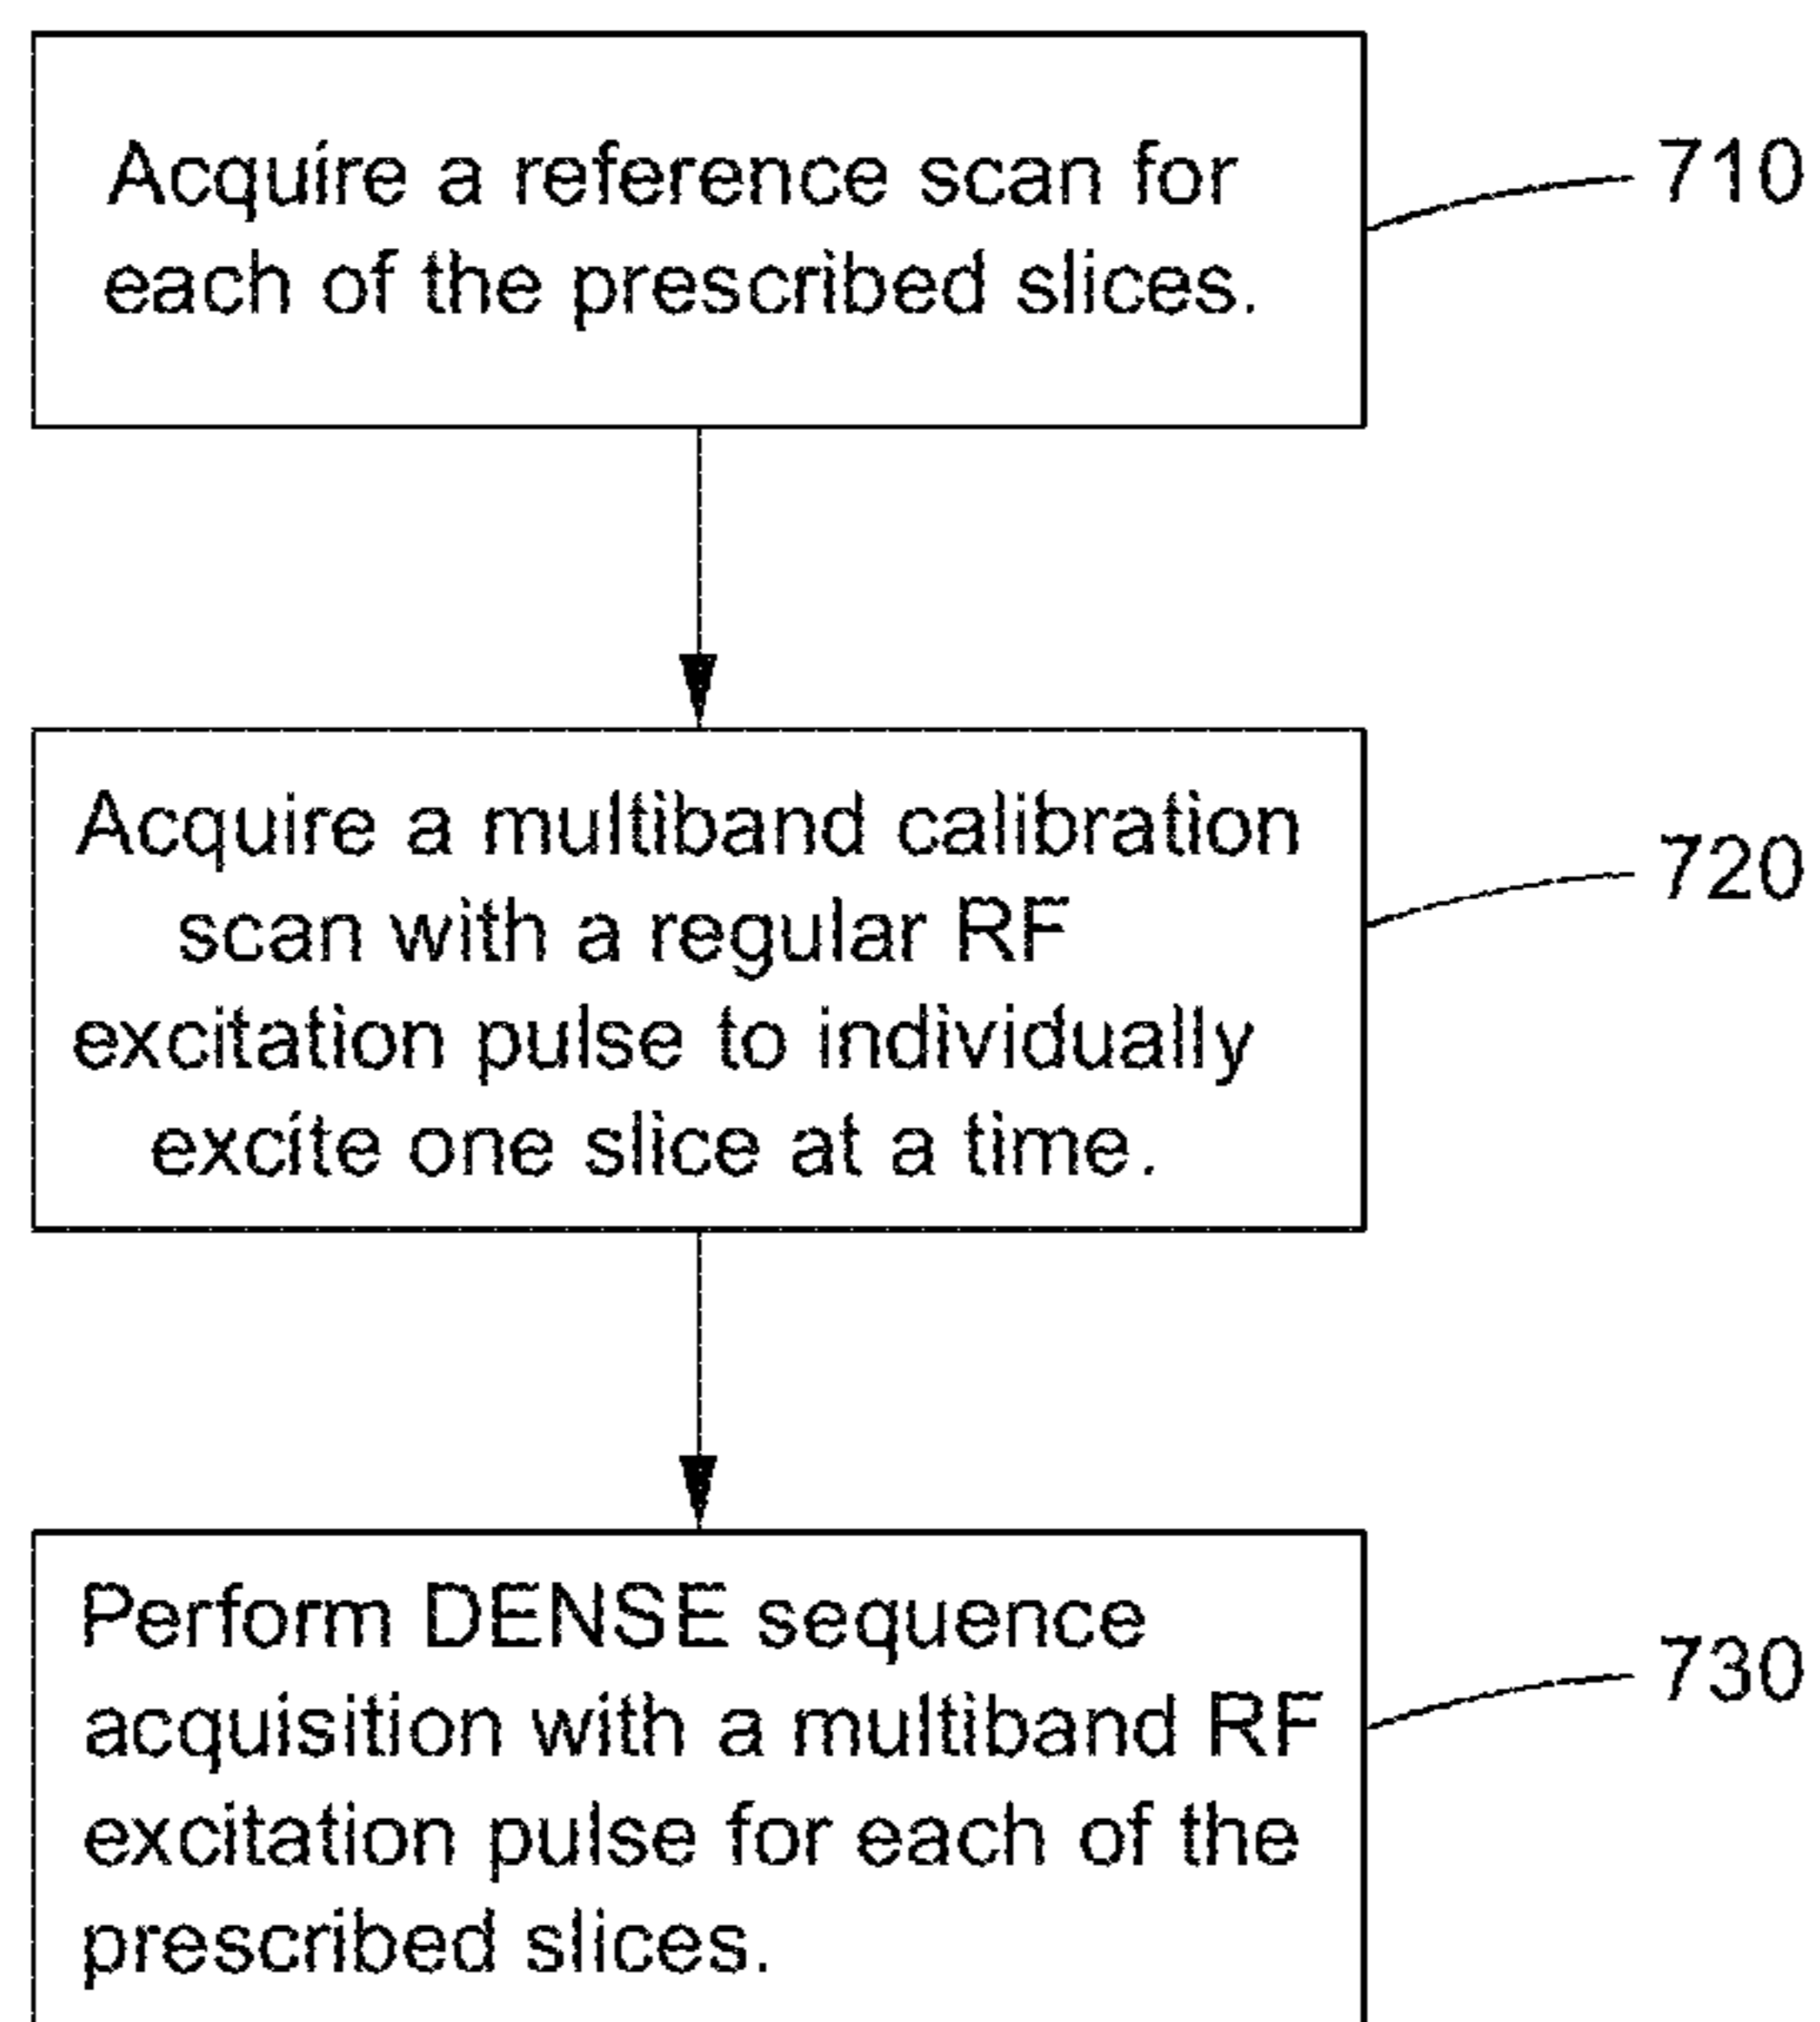 Acquire a reference scan for
each of the prescribed slices.
710
Acquire a multiband calibration
scan with a regular RF
excitation pulse to individually
excite one slice at a time.
720
Perform DENSE sequence
acquisition with a multiband RF
excitation pulse for each of the
prescribed slices.
730